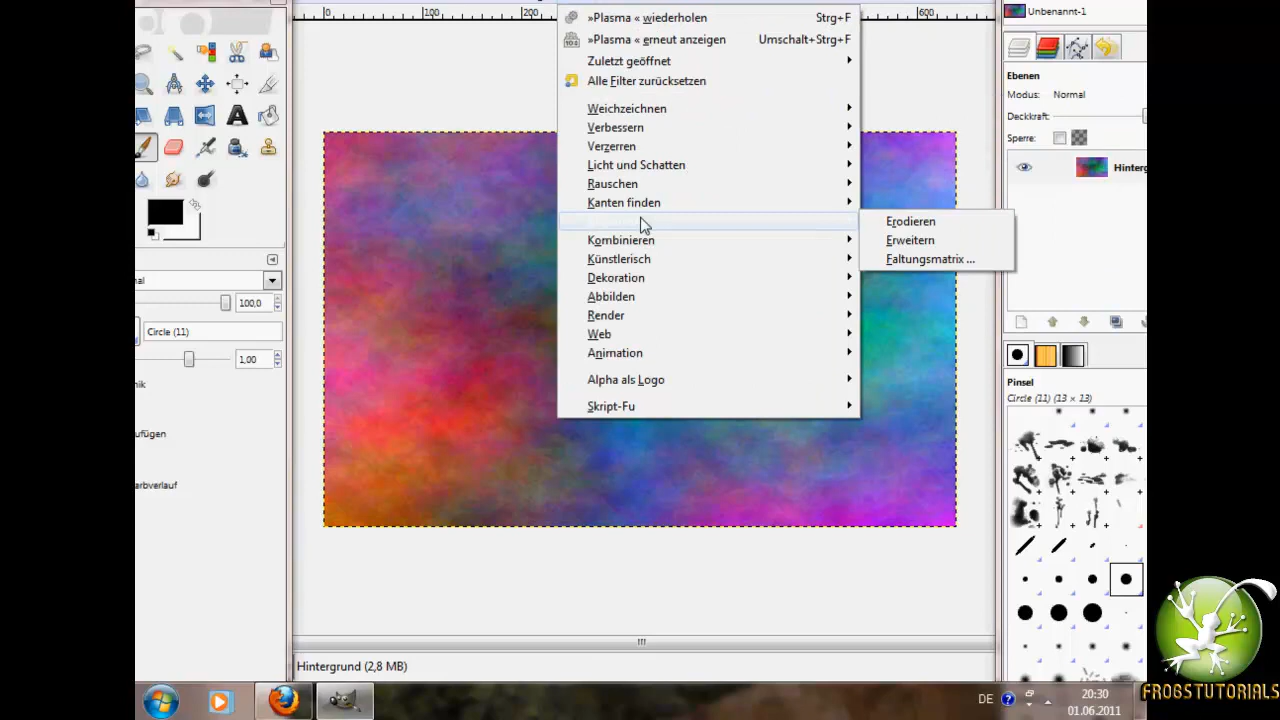 0
100
200
600
»Plasma « wiederholen Strg+F
»Plasma « erneut anzeigen Umschalt+Strg+F
Zuletzt geöffnet
Alle Filter zurücksetzen
Weichzeichnen
Verbessern
Verzerren
Licht und Schatten
Rauschen
Kanten finden
Kombinieren
Künstlerisch
Dekoration
Abbilden
Render
Web
Animation
Alpha als Logo
Skript-Fu
Erodieren
Erweitern
Faltungsmatrix ...
100,0
Circle (11)
1,00
nik
ufügen
arbverlauf
Unbenannt-1
Ebenen
Modus: Normal
Deckkraft:
Sperre:
Hinterg
Pinsel
Circle (11) (13 × 13)
Hintergrund (2,8 MB)
DE
20:30
01.06.2011
FROGSTUTORIALS